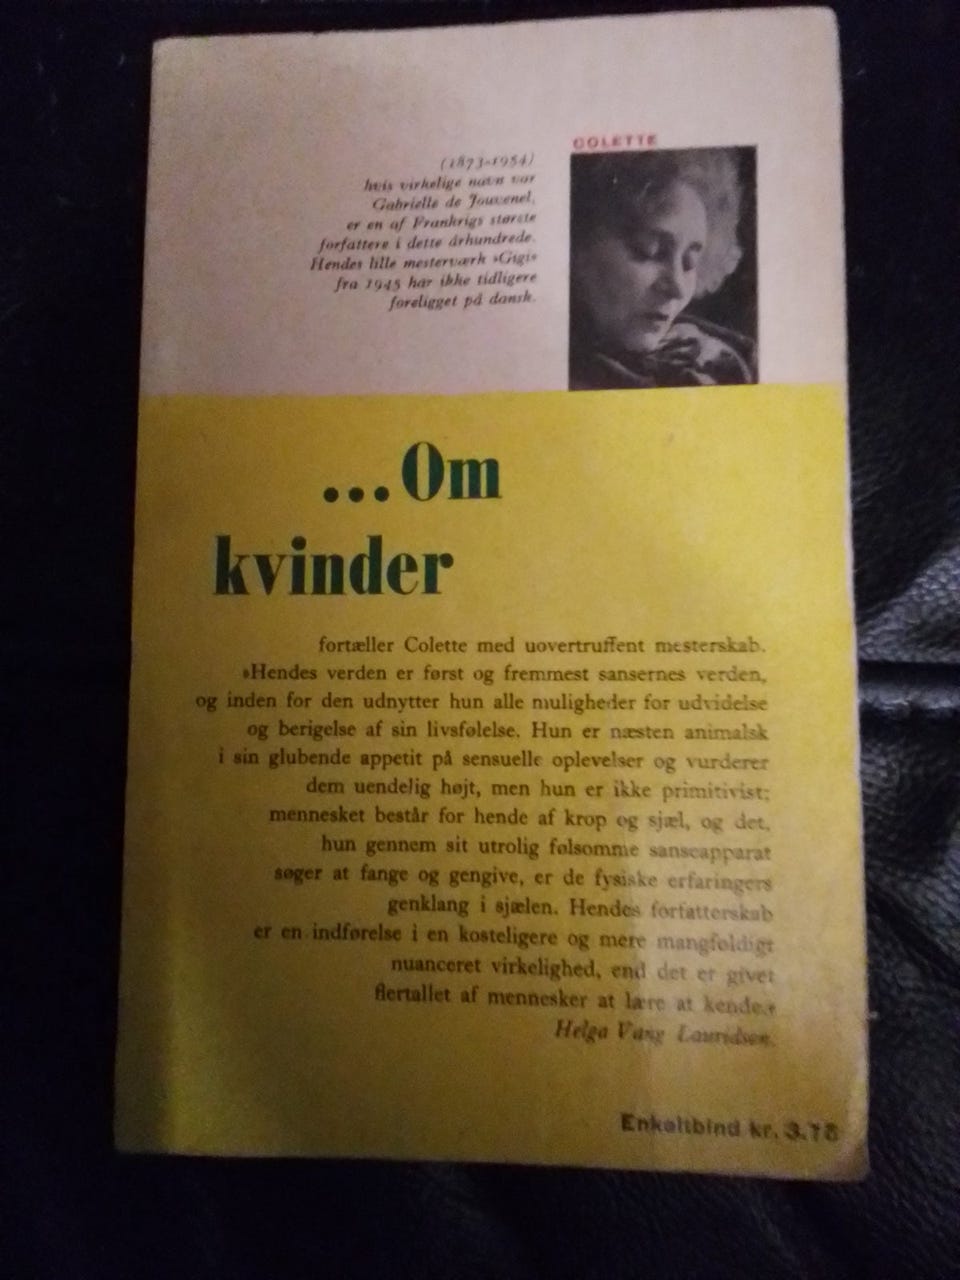 COLETTE
(1873-1954)
hvis virkelige navn var
Gabrielle de Jouvenel,
er en af Frankrigs største
forfattere i dette århundrede.
Hendes lille mesterværk »Gigi«
fra 1945 har ikke tidligere
foreligget på dansk.
...Om
kvinder
fortæller Colette med uovertruffent mesterskab.
»Hendes verden er først og fremmest sansernes verden,
og inden for den udnytter hun alle muligheder for udvidelse
og berigelse af sin livsfølelse. Hun er næsten animalsk
i sin glubende appetit på sensuelle oplevelser og vurderer
dem uendelig højt, men hun er ikke primitivist;
mennesket består for hende af krop og sjæl, og det,
hun gennem sit utrolig følsomme sanseapparat
søger at fange og gengive, er de fysiske erfaringers
genklang i sjælen. Hendes forfatterskab
er en indførelse i en kosteligere og mere mangfoldigt
nuanceret virkelighed, end det er givet
flertallet af mennesker at lære at kende.«
Helga Vang Lauridsen.
Enkeltbind kr. 3.75